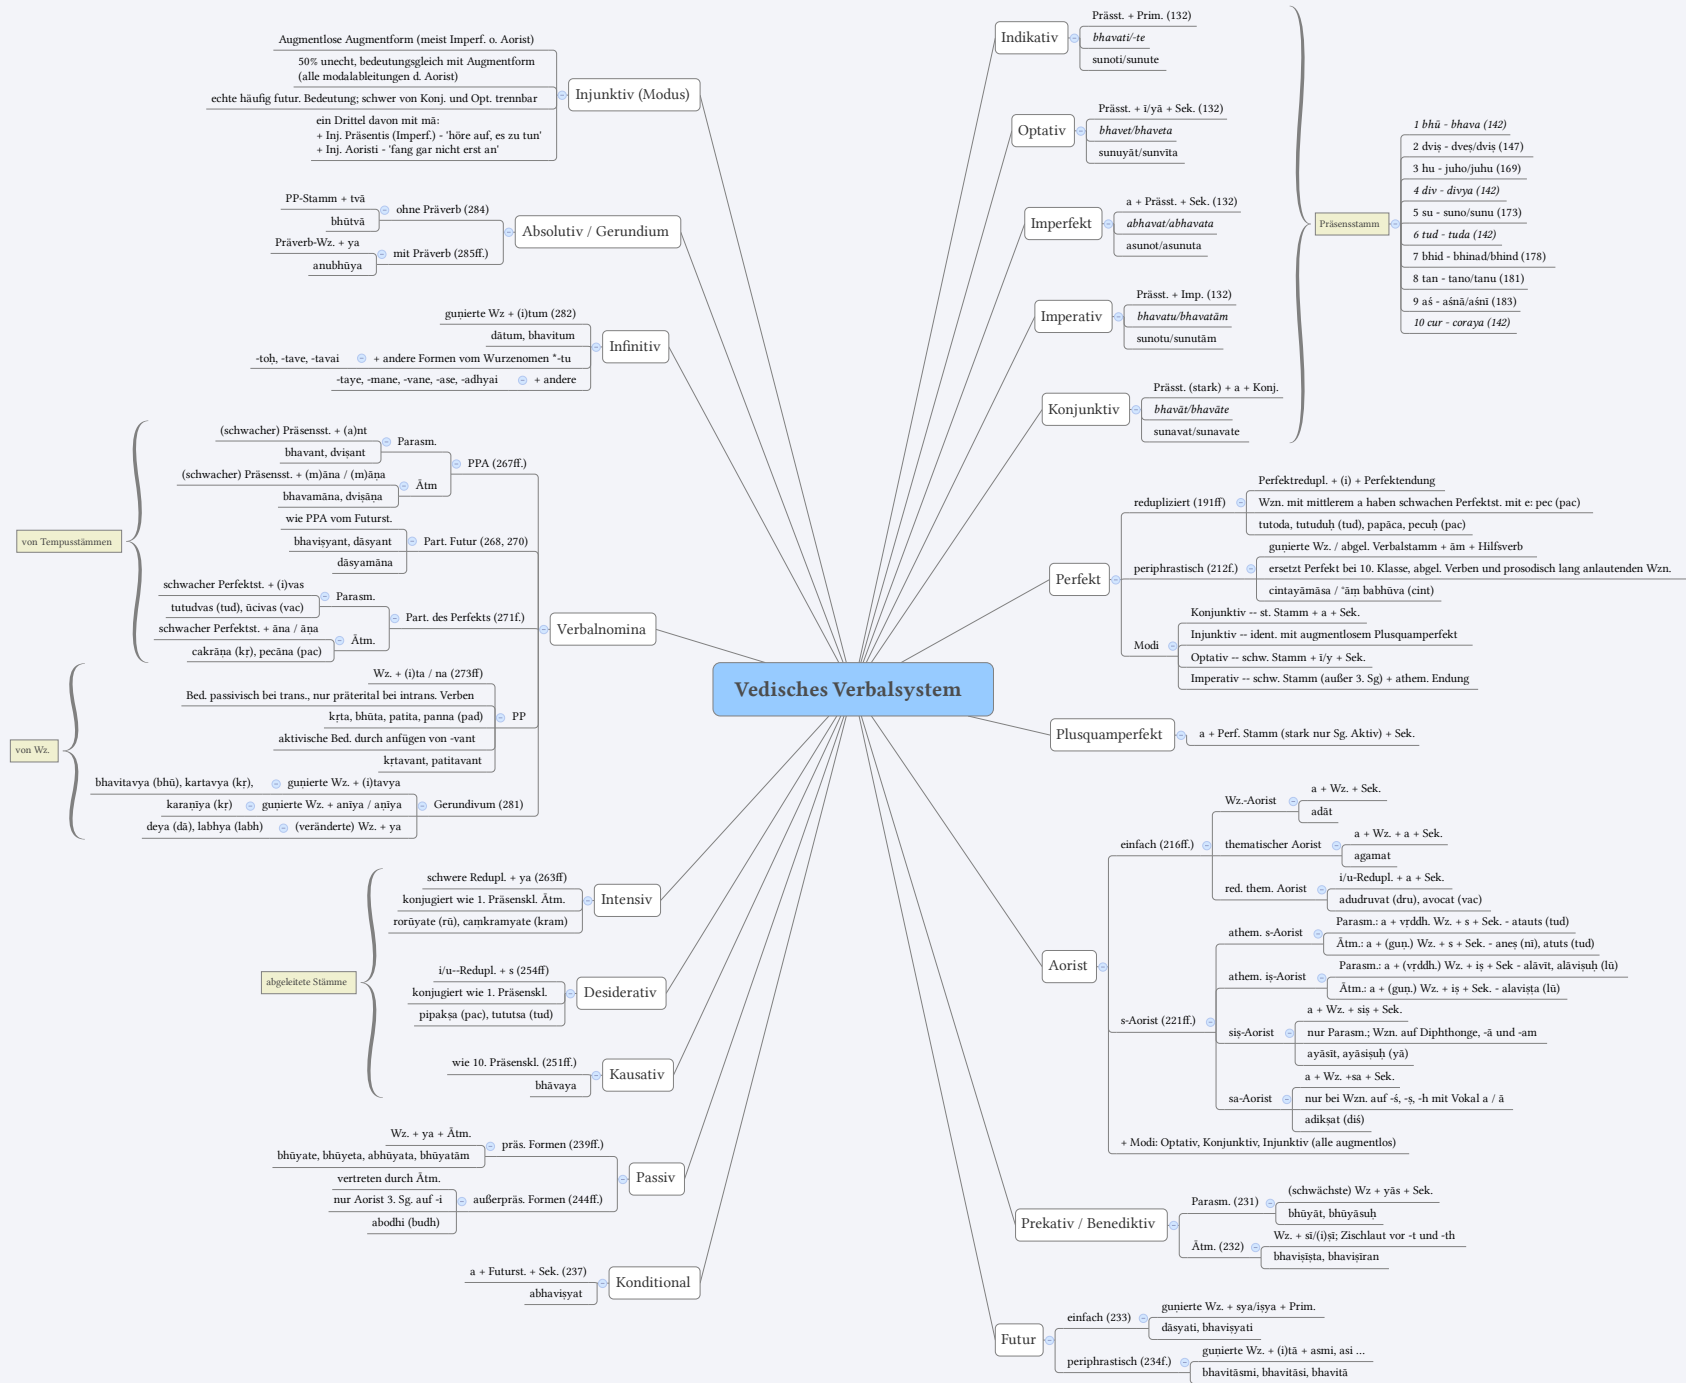 Vedisches Verbalsystem
Indikativ
Prässt. + Prim. (132)
bhavati/-te
sunoti/sunute
Optativ
Prässt. + ī/yā + Sek. (132)
bhavet/bhaveta
sunuyāt/sunvīta
Imperfekt
a + Prässt. + Sek. (132)
abhavat/abhavata
asunot/asunuta
Imperativ
Prässt. + Imp. (132)
bhavatu/bhavatām
sunotu/sunutām
Konjunktiv
Prässt. (stark) + a + Konj.
bhavāt/bhavāte
sunavat/sunavate
Präsensstamm
1 bhū - bhava (142)
2 dviṣ - dveṣ/dviṣ (147)
3 hu - juho/juhu (169)
4 div - divya (142)
5 su - suno/sunu (173)
6 tud - tuda (142)
7 bhid - bhinad/bhind (178)
8 tan - tano/tanu (181)
9 aś - aśnā/aśnī (183)
10 cur - coraya (142)
Perfekt
redupliziert (191ff)
Perfektredupl. + (i) + Perfektendung
Wzn. mit mittlerem a haben schwachen Perfektst. mit e: pec (pac)
tutoda, tutuduḥ (tud), papāca, pecuḥ (pac)
periphrastisch (212f.)
guṇierte Wz. / abgel. Verbalstamm + ām + Hilfsverb
ersetzt Perfekt bei 10. Klasse, abgel. Verben und prosodisch lang anlautenden Wzn.
cintayāmāsa / °āṃ babhūva (cint)
Modi
Konjunktiv -- st. Stamm + a + Sek.
Injunktiv -- ident. mit augmentlosem Plusquamperfekt
Optativ -- schw. Stamm + ī/y + Sek.
Imperativ -- schw. Stamm (außer 3. Sg) + athem. Endung
Plusquamperfekt
a + Perf. Stamm (stark nur Sg. Aktiv) + Sek.
Aorist
einfach (216ff.)
Wz.-Aorist
a + Wz. + Sek.
adāt
thematischer Aorist
a + Wz. + a + Sek.
agamat
red. them. Aorist
i/u-Redupl. + a + Sek.
adudruvat (dru), avocat (vac)
s-Aorist (221ff.)
athem. s-Aorist
Parasm.: a + vṛddh. Wz. + s + Sek. - atauts (tud)
Ātm.: a + (guṇ.) Wz. + s + Sek. - aneṣ (nī), atuts (tud)
athem. iṣ-Aorist
Parasm.: a + (vṛddh.) Wz. + iṣ + Sek - alāvīt, alāviṣuḥ (lū)
Ātm.: a + (guṇ.) Wz. + iṣ + Sek. - alaviṣṭa (lū)
siṣ-Aorist
a + Wz. + siṣ + Sek.
nur Parasm.; Wzn. auf Diphthonge, -ā und -am
ayāsīt, ayāsiṣuḥ (yā)
sa-Aorist
a + Wz. +sa + Sek.
nur bei Wzn. auf -ś, -ṣ, -h mit Vokal a / ā
adikṣat (diś)
+ Modi: Optativ, Konjunktiv, Injunktiv (alle augmentlos)
Prekativ / Benediktiv
Parasm. (231)
(schwächste) Wz + yās + Sek.
bhūyāt, bhūyāsuḥ
Ātm. (232)
Wz. + sī/(i)ṣī; Zischlaut vor -t und -th
bhaviṣīṣṭa, bhaviṣīran
Futur
einfach (233)
guṇierte Wz. + sya/iṣya + Prim.
dāsyati, bhaviṣyati
periphrastisch (234f.)
guṇierte Wz. + (i)tā + asmi, asi ...
bhavitāsmi, bhavitāsi, bhavitā
Injunktiv (Modus)
Augmentlose Augmentform (meist Imperf. o. Aorist)
50% unecht, bedeutungsgleich mit Augmentform
(alle modalableitungen d. Aorist)
echte häufig futur. Bedeutung; schwer von Konj. und Opt. trennbar
ein Drittel davon mit mā:
+ Inj. Präsentis (Imperf.) - 'höre auf, es zu tun'
+ Inj. Aoristi - 'fang gar nicht erst an'
Absolutiv / Gerundium
ohne Präverb (284)
PP-Stamm + tvā
bhūtvā
mit Präverb (285ff.)
Präverb-Wz. + ya
anubhūya
Infinitiv
guṇierte Wz + (i)tum (282)
dātum, bhavitum
+ andere Formen vom Wurzenomen *-tu
-toḥ, -tave, -tavai
+ andere
-taye, -mane, -vane, -ase, -adhyai
Verbalnomina
von Tempusstämmen
PPA (267ff.)
Parasm.
(schwacher) Präsensst. + (a)nt
bhavant, dviṣant
Ātm
(schwacher) Präsensst. + (m)āna / (m)āṇa
bhavamāna, dviṣāṇa
Part. Futur (268, 270)
wie PPA vom Futurst.
bhaviṣyant, dāsyant
dāsyamāna
Part. des Perfekts (271f.)
Parasm.
schwacher Perfektst. + (i)vas
tutudvas (tud), ūcivas (vac)
Ātm.
schwacher Perfektst. + āna / āṇa
cakrāṇa (kṛ), pecāna (pac)
von Wz.
PP
Wz. + (i)ta / na (273ff)
Bed. passivisch bei trans., nur präterital bei intrans. Verben
kṛta, bhūta, patita, panna (pad)
aktivische Bed. durch anfügen von -vant
kṛtavant, patitavant
Gerundivum (281)
guṇierte Wz. + (i)tavya
bhavitavya (bhū), kartavya (kṛ),
guṇierte Wz. + anīya / aṇīya
karaṇīya (kṛ)
(veränderte) Wz. + ya
deya (dā), labhya (labh)
abgeleitete Stämme
Intensiv
schwere Redupl. + ya (263ff)
konjugiert wie 1. Präsenskl. Ātm.
rorūyate (rū), caṃkramyate (kram)
Desiderativ
i/u--Redupl. + s (254ff)
konjugiert wie 1. Präsenskl.
pipakṣa (pac), tututsa (tud)
Kausativ
wie 10. Präsenskl. (251ff.)
bhāvaya
Passiv
präs. Formen (239ff.)
Wz. + ya + Ātm.
bhūyate, bhūyeta, abhūyata, bhūyatām
außerpräs. Formen (244ff.)
vertreten durch Ātm.
nur Aorist 3. Sg. auf -i
abodhi (budh)
Konditional
a + Futurst. + Sek. (237)
abhaviṣyat